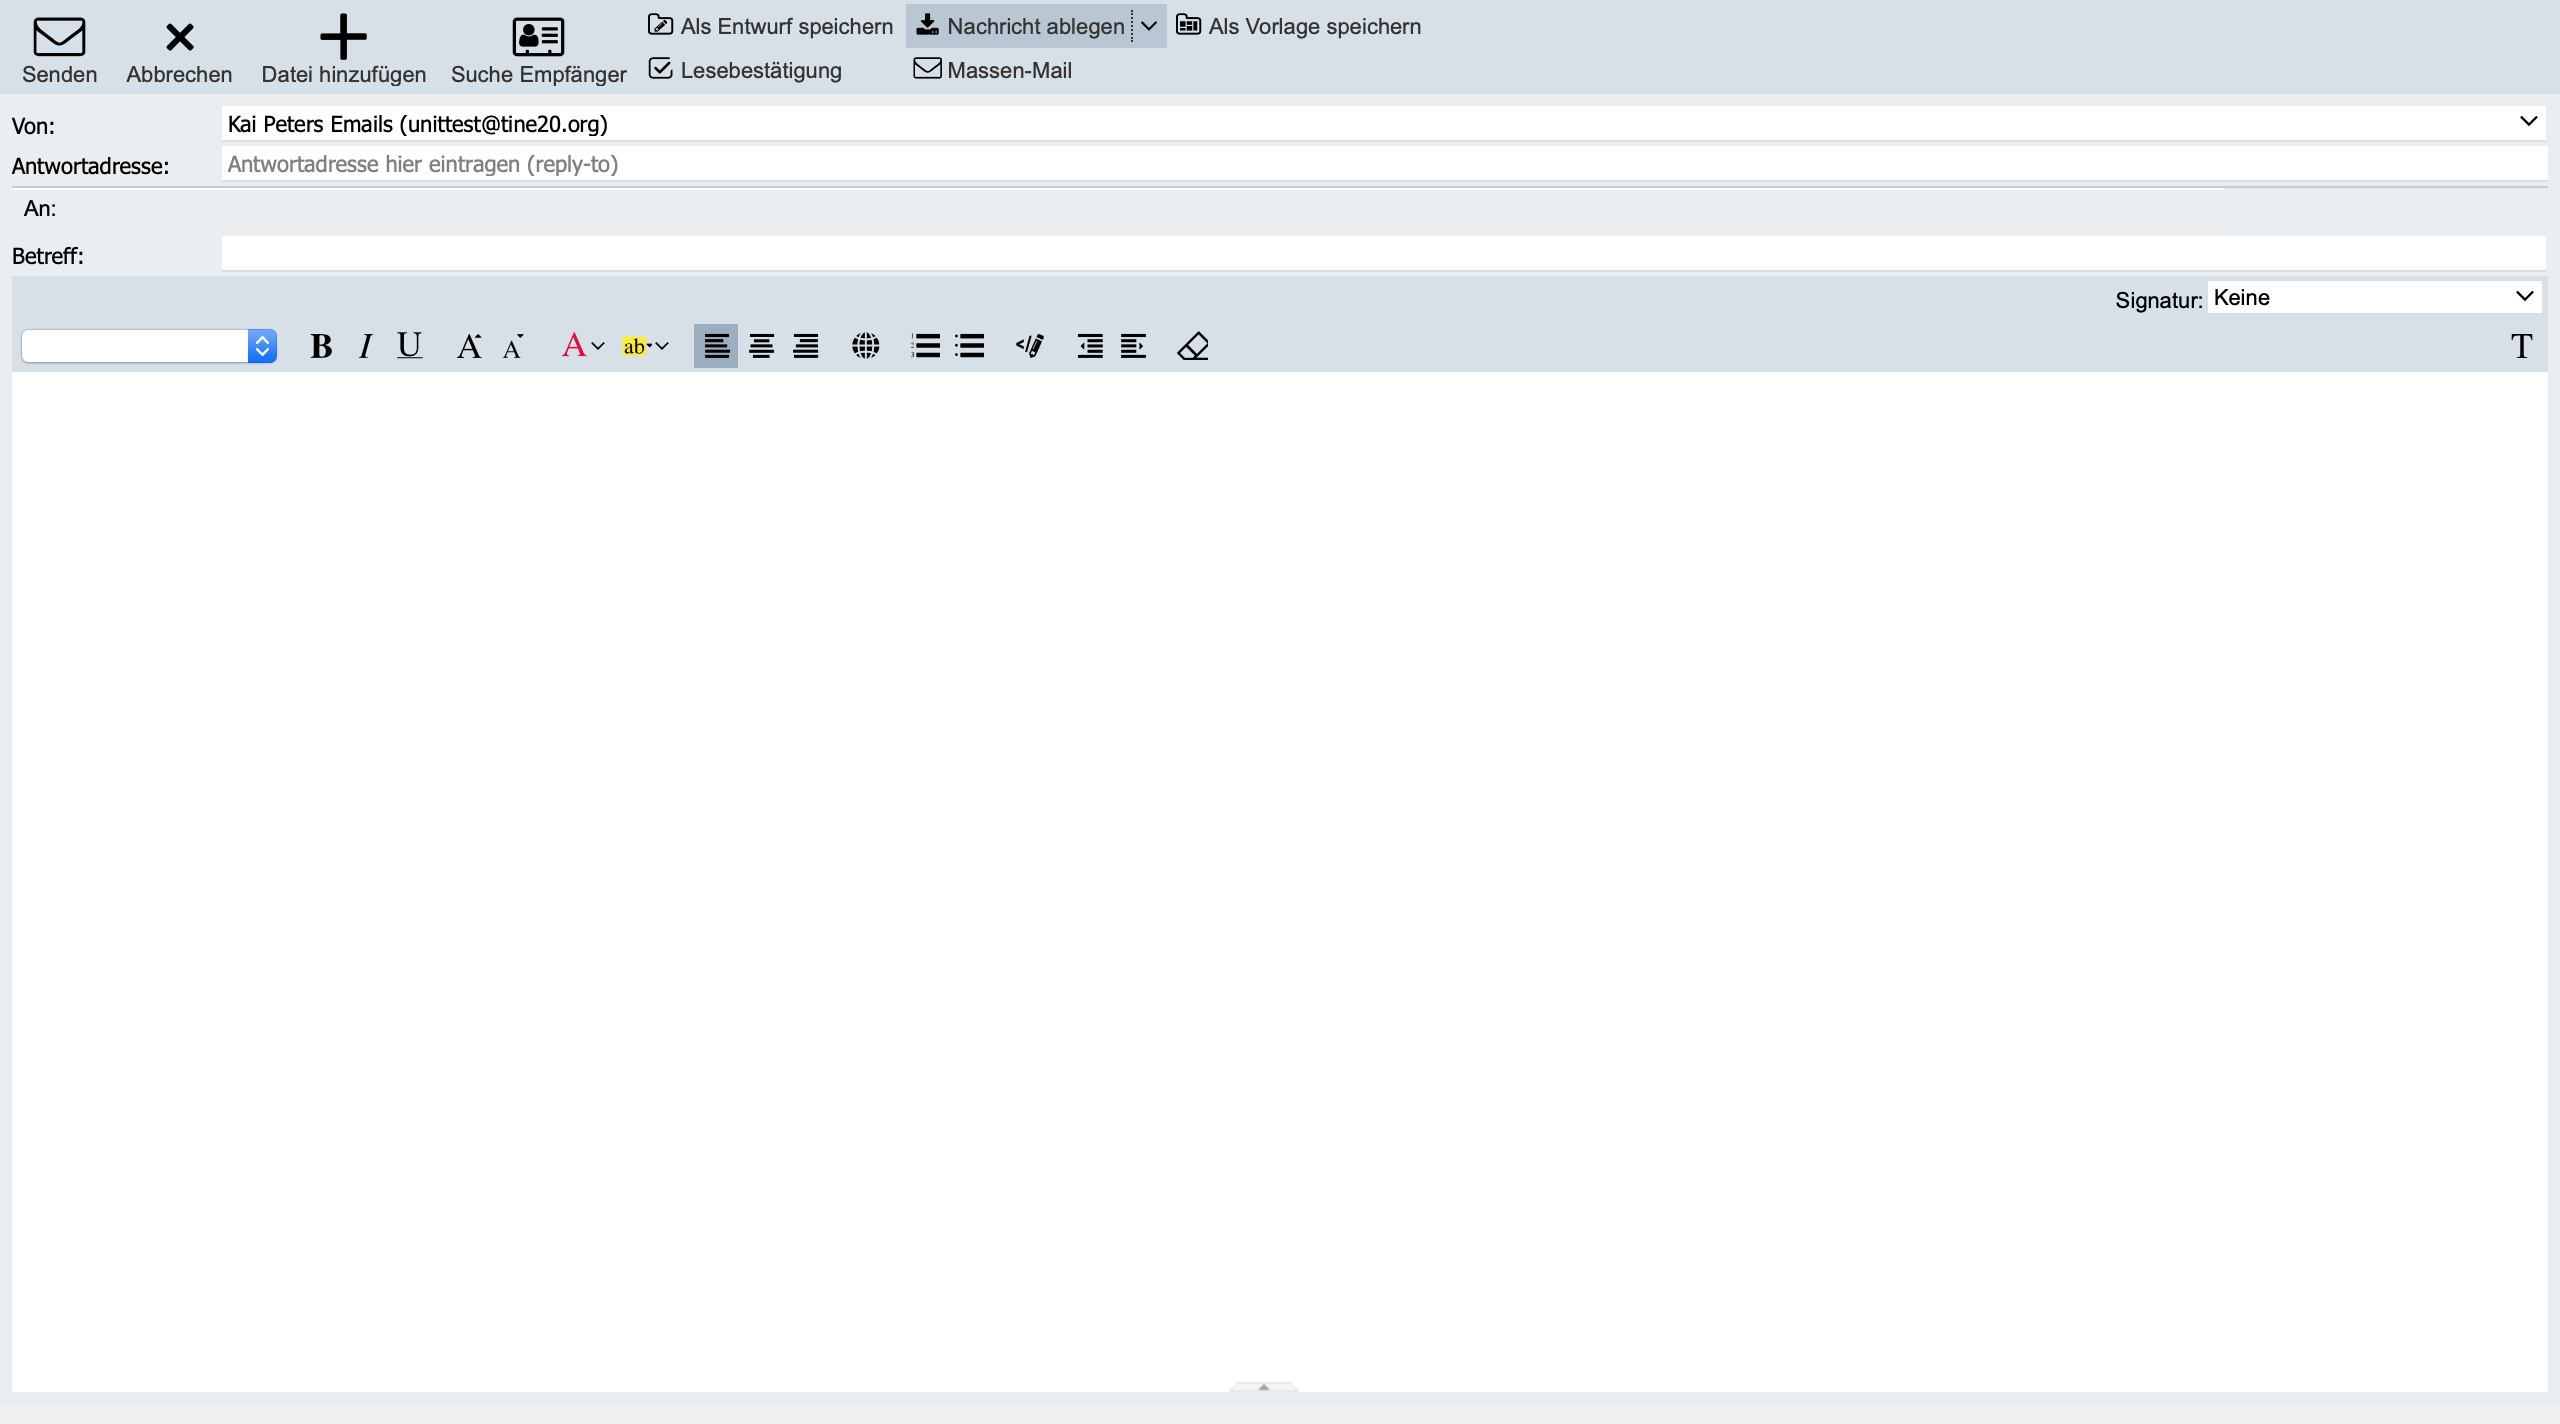 Senden Abbrechen Datei hinzufügen Suche Empfänger
Als Entwurf speichern Nachricht ablegen Als Vorlage speichern
Lesebestätigung Massen-Mail
Von: Kai Peters Emails (unittest@tine20.org)
Antwortadresse: Antwortadresse hier eintragen (reply-to)
An:
Betreff:
Signatur: Keine
B I U A A A ab T